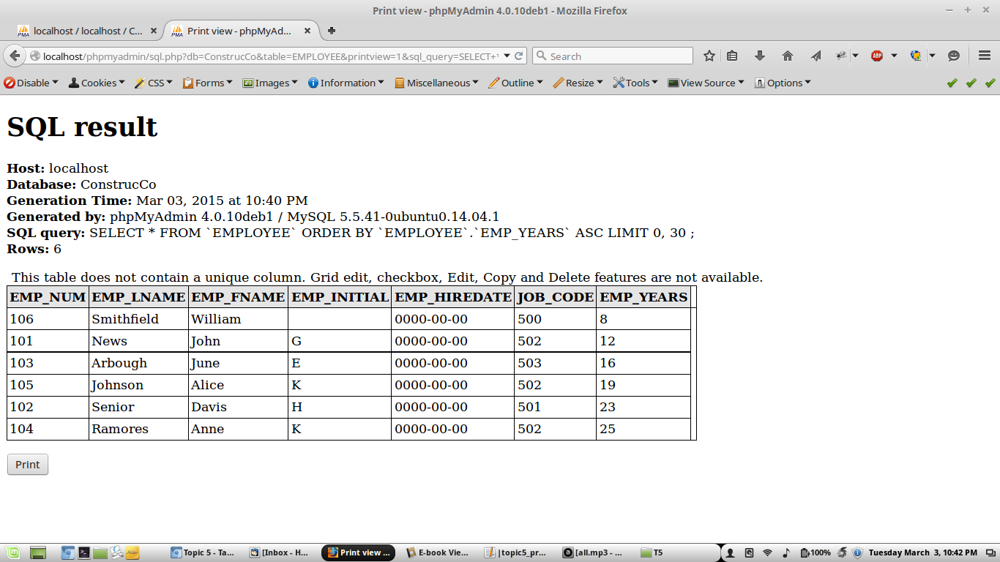 Print view - phpMyAdmin 4.0.10deb1 - Mozilla Firefox
localhost / localhost / C... Print view - phpMyAd...
localhost/phpmyadmin/sql.php?db=ConstrucCo&table=EMPLOYEE&printview=1&sql_query=SELECT+ Search
Disable Cookies CSS Forms Images Information Miscellaneous Outline Resize Tools View Source Options
SQL result
Host: localhost
Database: ConstrucCo
Generation Time: Mar 03, 2015 at 10:40 PM
Generated by: phpMyAdmin 4.0.10deb1 / MySQL 5.5.41-0ubuntu0.14.04.1
SQL query: SELECT * FROM `EMPLOYEE` ORDER BY `EMPLOYEE`.`EMP_YEARS` ASC LIMIT 0, 30 ;
Rows: 6
This table does not contain a unique column. Grid edit, checkbox, Edit, Copy and Delete features are not available.
EMP_NUM EMP_LNAME EMP_FNAME EMP_INITIAL EMP_HIREDATE JOB_CODE EMP_YEARS
106 Smithfield William 0000-00-00 500 8
101 News John G 0000-00-00 502 12
103 Arbough June E 0000-00-00 503 16
105 Johnson Alice K 0000-00-00 502 19
102 Senior Davis H 0000-00-00 501 23
104 Ramores Anne K 0000-00-00 502 25
Print
Topic 5 - Ta... [Inbox - H... Print view ... E-book Vie... |topic5_pr... [all.mp3 - ... T5 100% Tuesday March 3, 10:42 PM